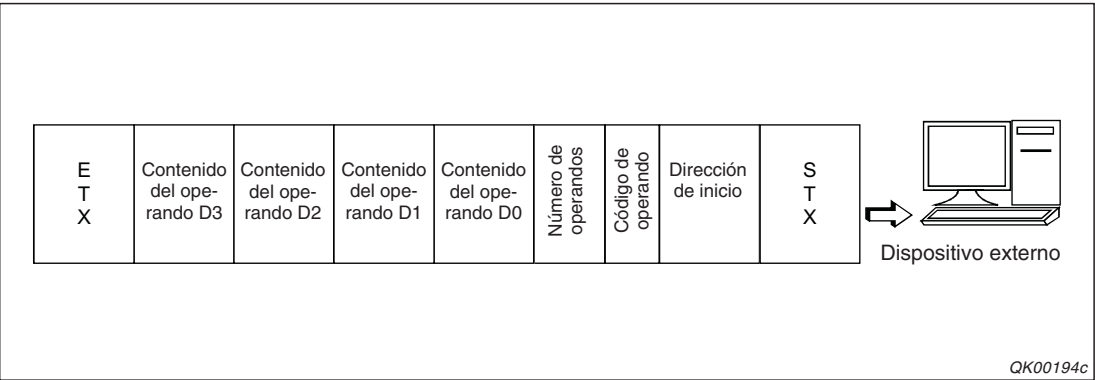 E
T
X
Contenido
del ope-
rando D3
Contenido
del ope-
rando D2
Contenido
del ope-
rando D1
Contenido
del ope-
rando D0
Número de
operandos
Código de
operando
Dirección
de inicio
S
T
X
Dispositivo externo
QK00194c